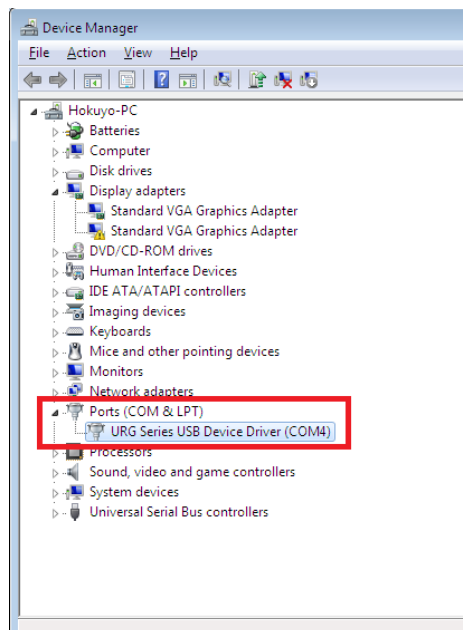 Device Manager
File Action View Help
Hokuyo-PC
Batteries
Computer
Disk drives
Display adapters
Standard VGA Graphics Adapter
Standard VGA Graphics Adapter
DVD/CD-ROM drives
Human Interface Devices
IDE ATA/ATAPI controllers
Imaging devices
Keyboards
Mice and other pointing devices
Monitors
Network adapters
Ports (COM & LPT)
URG Series USB Device Driver (COM4)
Processors
Sound, video and game controllers
System devices
Universal Serial Bus controllers